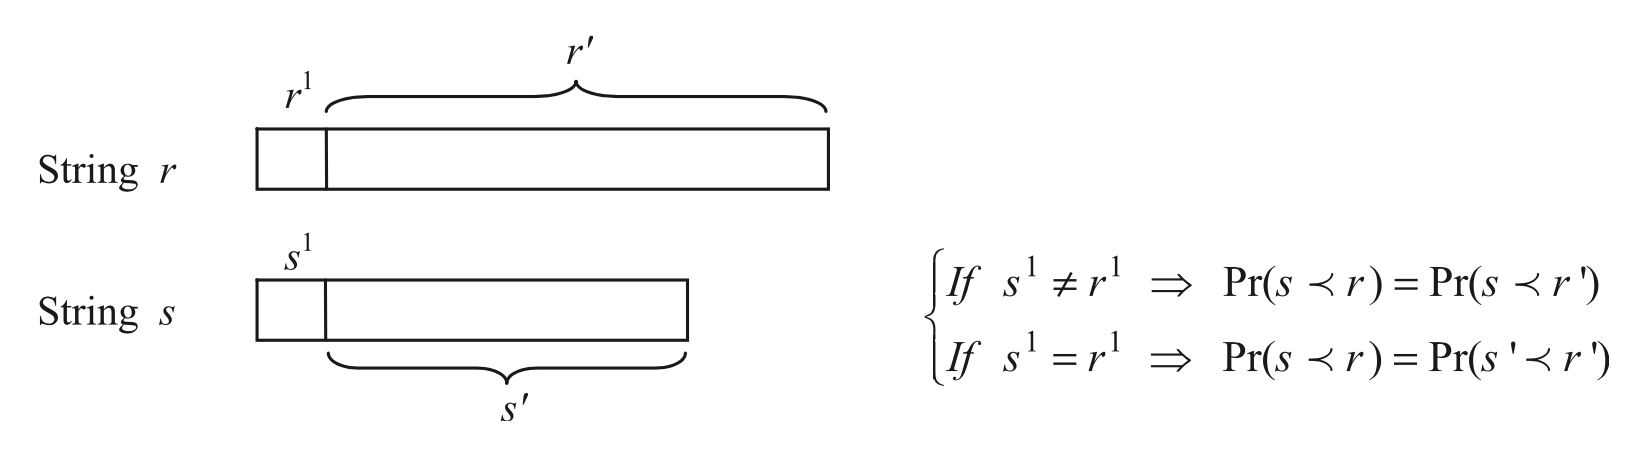 r′
r¹
String r
s¹
String s
s′
If s¹ ≠ r¹ ⇒ Pr(s ≺ r) = Pr(s ≺ r ')
If s¹ = r¹ ⇒ Pr(s ≺ r) = Pr(s ' ≺ r ')